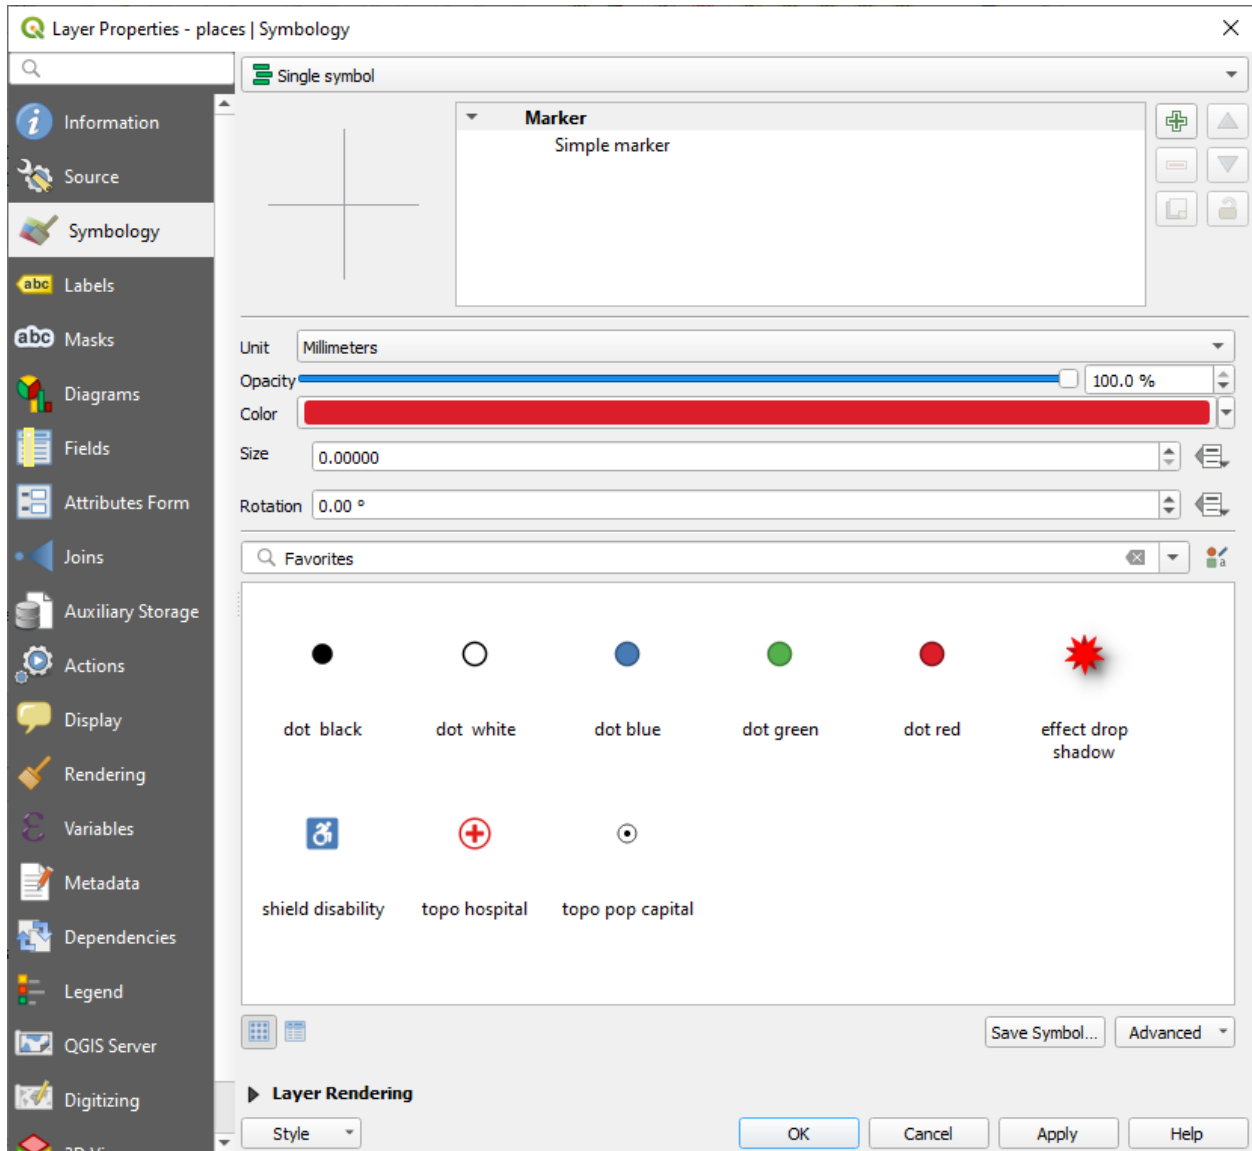 Layer Properties - places | Symbology
Single symbol
Information
Source
Symbology
abc Labels
abc Masks
Diagrams
Fields
Attributes Form
Joins
Auxiliary Storage
Actions
Display
Rendering
Variables
Metadata
Dependencies
Legend
QGIS Server
Digitizing
Marker
Simple marker
Unit Millimeters
Opacity 100.0 %
Color
Size 0.00000
Rotation 0.00 °
Favorites
dot  black
dot  white
dot blue
dot green
dot red
effect drop
shadow
shield disability
topo hospital
topo pop capital
Save Symbol...
Advanced
Layer Rendering
Style
OK
Cancel
Apply
Help